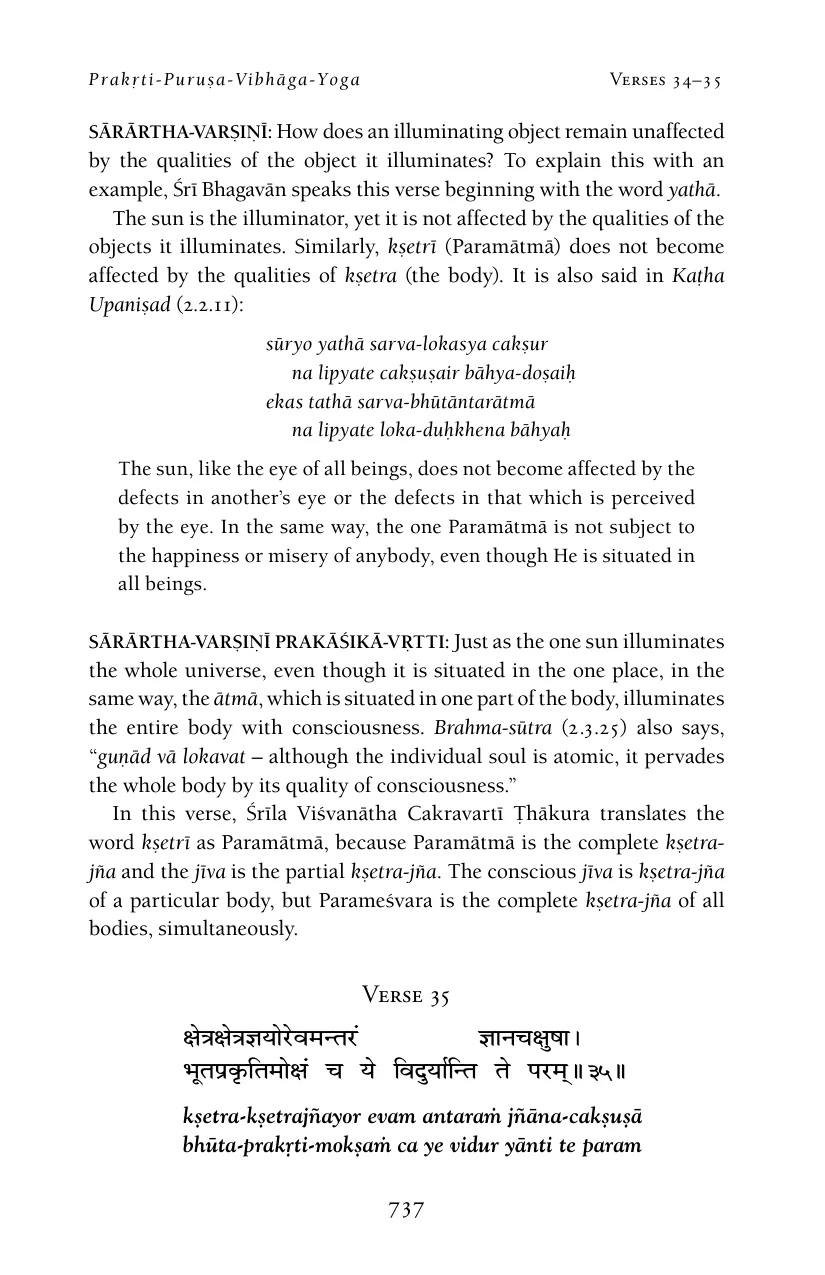 Prakṛti-Puruṣa-Vibhāga-Yoga Verses 34–35
SĀRĀRTHA-VARṢIṆĪ: How does an illuminating object remain unaffected
by the qualities of the object it illuminates? To explain this with an
example, Śrī Bhagavān speaks this verse beginning with the word yathā.
The sun is the illuminator, yet it is not affected by the qualities of the
objects it illuminates. Similarly, kṣetrī (Paramātmā) does not become
affected by the qualities of kṣetra (the body). It is also said in Kaṭha
Upaniṣad (2.2.11):
sūryo yathā sarva-lokasya cakṣur
na lipyate cakṣuṣair bāhya-doṣaiḥ
ekas tathā sarva-bhūtāntarātmā
na lipyate loka-duḥkhena bāhyaḥ
The sun, like the eye of all beings, does not become affected by the
defects in another’s eye or the defects in that which is perceived
by the eye. In the same way, the one Paramātmā is not subject to
the happiness or misery of anybody, even though He is situated in
all beings.
SĀRĀRTHA-VARṢIṆĪ PRAKĀŚIKĀ-VṚTTI: Just as the one sun illuminates
the whole universe, even though it is situated in the one place, in the
same way, the ātmā, which is situated in one part of the body, illuminates
the entire body with consciousness. Brahma-sūtra (2.3.25) also says,
“guṇād vā lokavat – although the individual soul is atomic, it pervades
the whole body by its quality of consciousness.”
In this verse, Śrīla Viśvanātha Cakravartī Ṭhākura translates the
word kṣetrī as Paramātmā, because Paramātmā is the complete kṣetra-
jña and the jīva is the partial kṣetra-jña. The conscious jīva is kṣetra-jña
of a particular body, but Parameśvara is the complete kṣetra-jña of all
bodies, simultaneously.
Verse 35
क्षेत्रक्षेत्रज्ञयोरेवमन्तरं ज्ञानचक्षुषा।
भूतप्रकृतिमोक्षं च ये विदुर्यान्ति ते परम्॥३५॥
kṣetra-kṣetrajñayor evam antaraṁ jñāna-cakṣuṣā
bhūta-prakṛti-mokṣaṁ ca ye vidur yānti te param
737